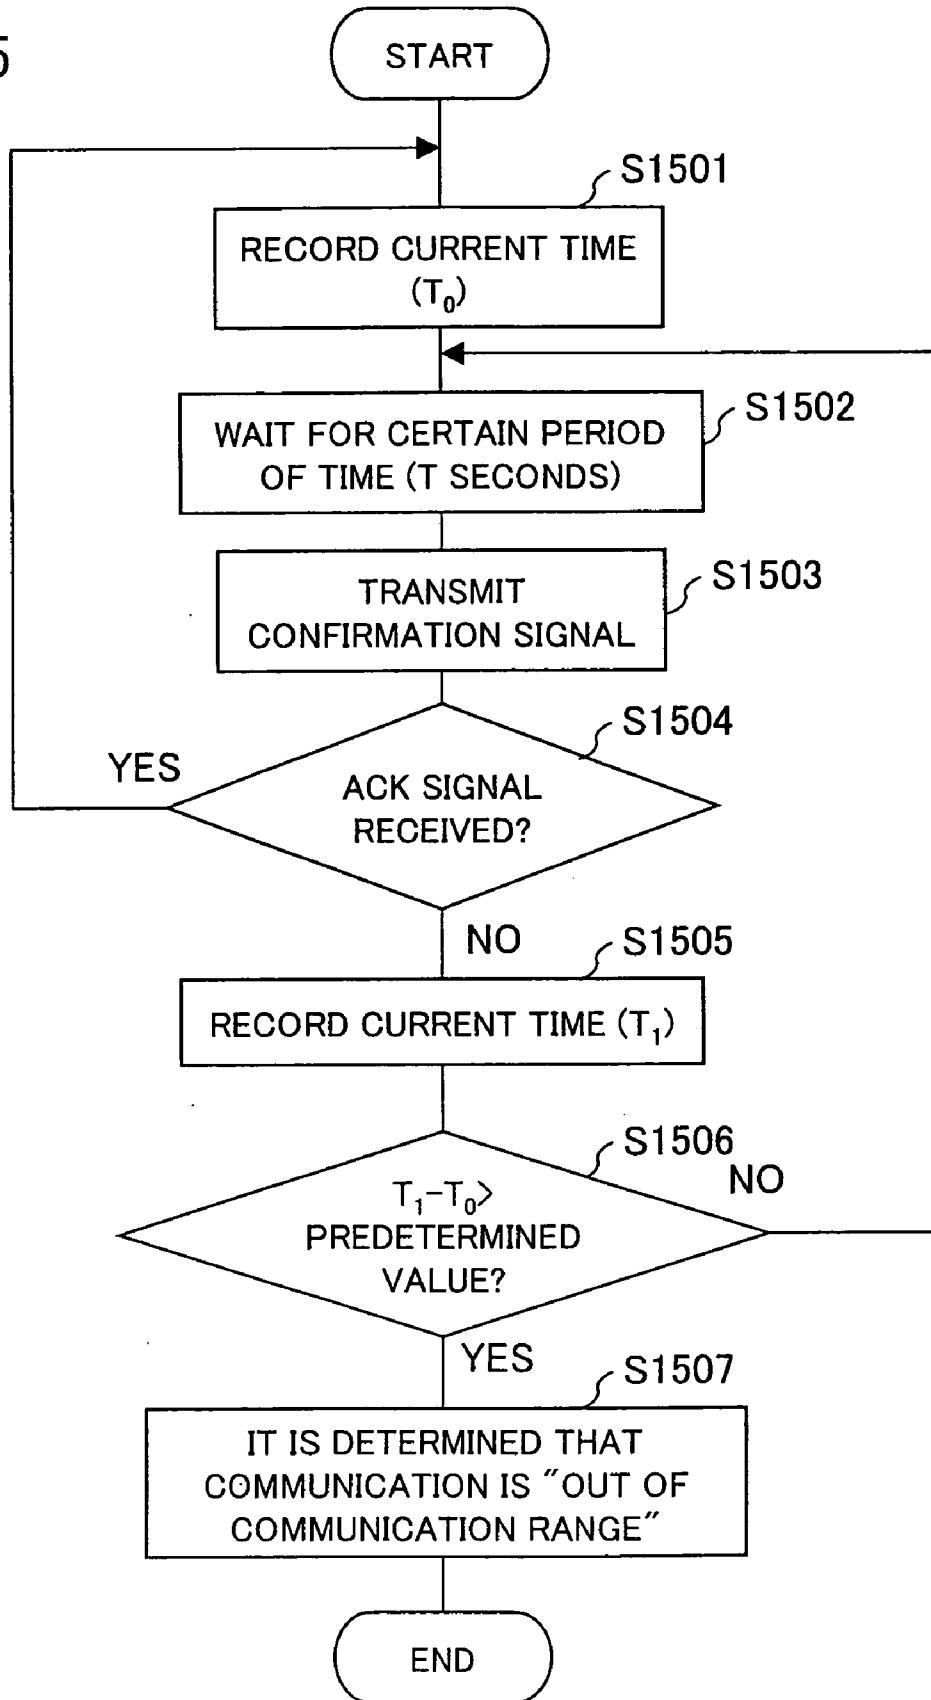 5
START
S1501
RECORD CURRENT TIME
(T₀)
S1502
WAIT FOR CERTAIN PERIOD
OF TIME (T SECONDS)
S1503
TRANSMIT
CONFIRMATION SIGNAL
S1504
YES
ACK SIGNAL
RECEIVED?
NO
S1505
RECORD CURRENT TIME (T₁)
S1506
NO
T₁-T₀>
PREDETERMINED
VALUE?
YES
S1507
IT IS DETERMINED THAT
COMMUNICATION IS "OUT OF
COMMUNICATION RANGE"
END